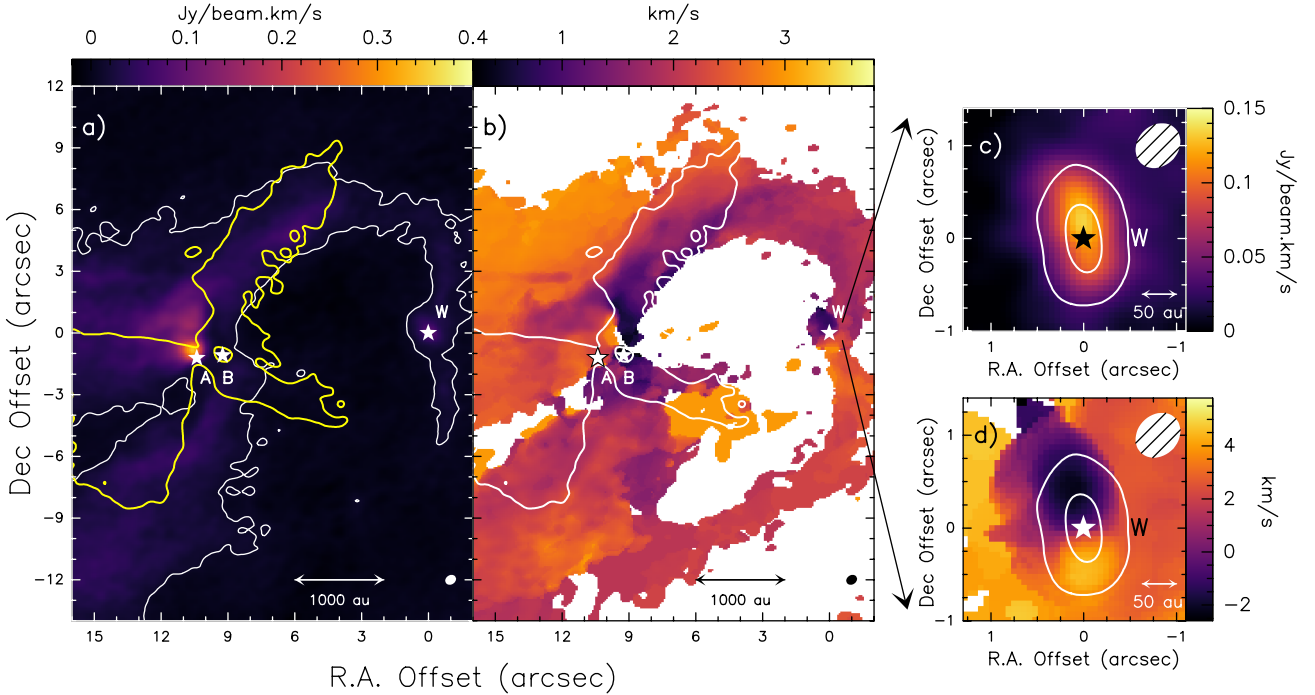 Jy/beam.km/s
0 0.1 0.2 0.3 0.4
km/s
1 2 3
12
9
6
3
0
−3
−6
−9
−12
Dec Offset (arcsec)
a)
W
A B
1000 au
15 12 9 6 3 0
b)
W
A B
1000 au
15 12 9 6 3 0
R.A. Offset (arcsec)
c)
W
50 au
1
0
−1
Dec Offset (arcsec)
1 0 −1
R.A. Offset (arcsec)
0.15
0.1
0.05
0
Jy/beam.km/s
d)
W
50 au
1
0
−1
Dec Offset (arcsec)
1 0 −1
R.A. Offset (arcsec)
4
2
0
−2
km/s